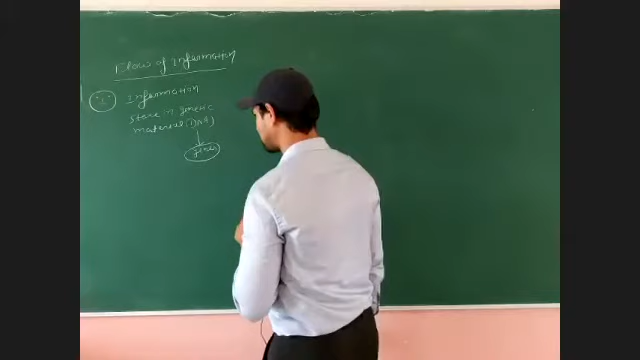 Flow of Information
(i) Information
store in genetic
material (DNA)
↓